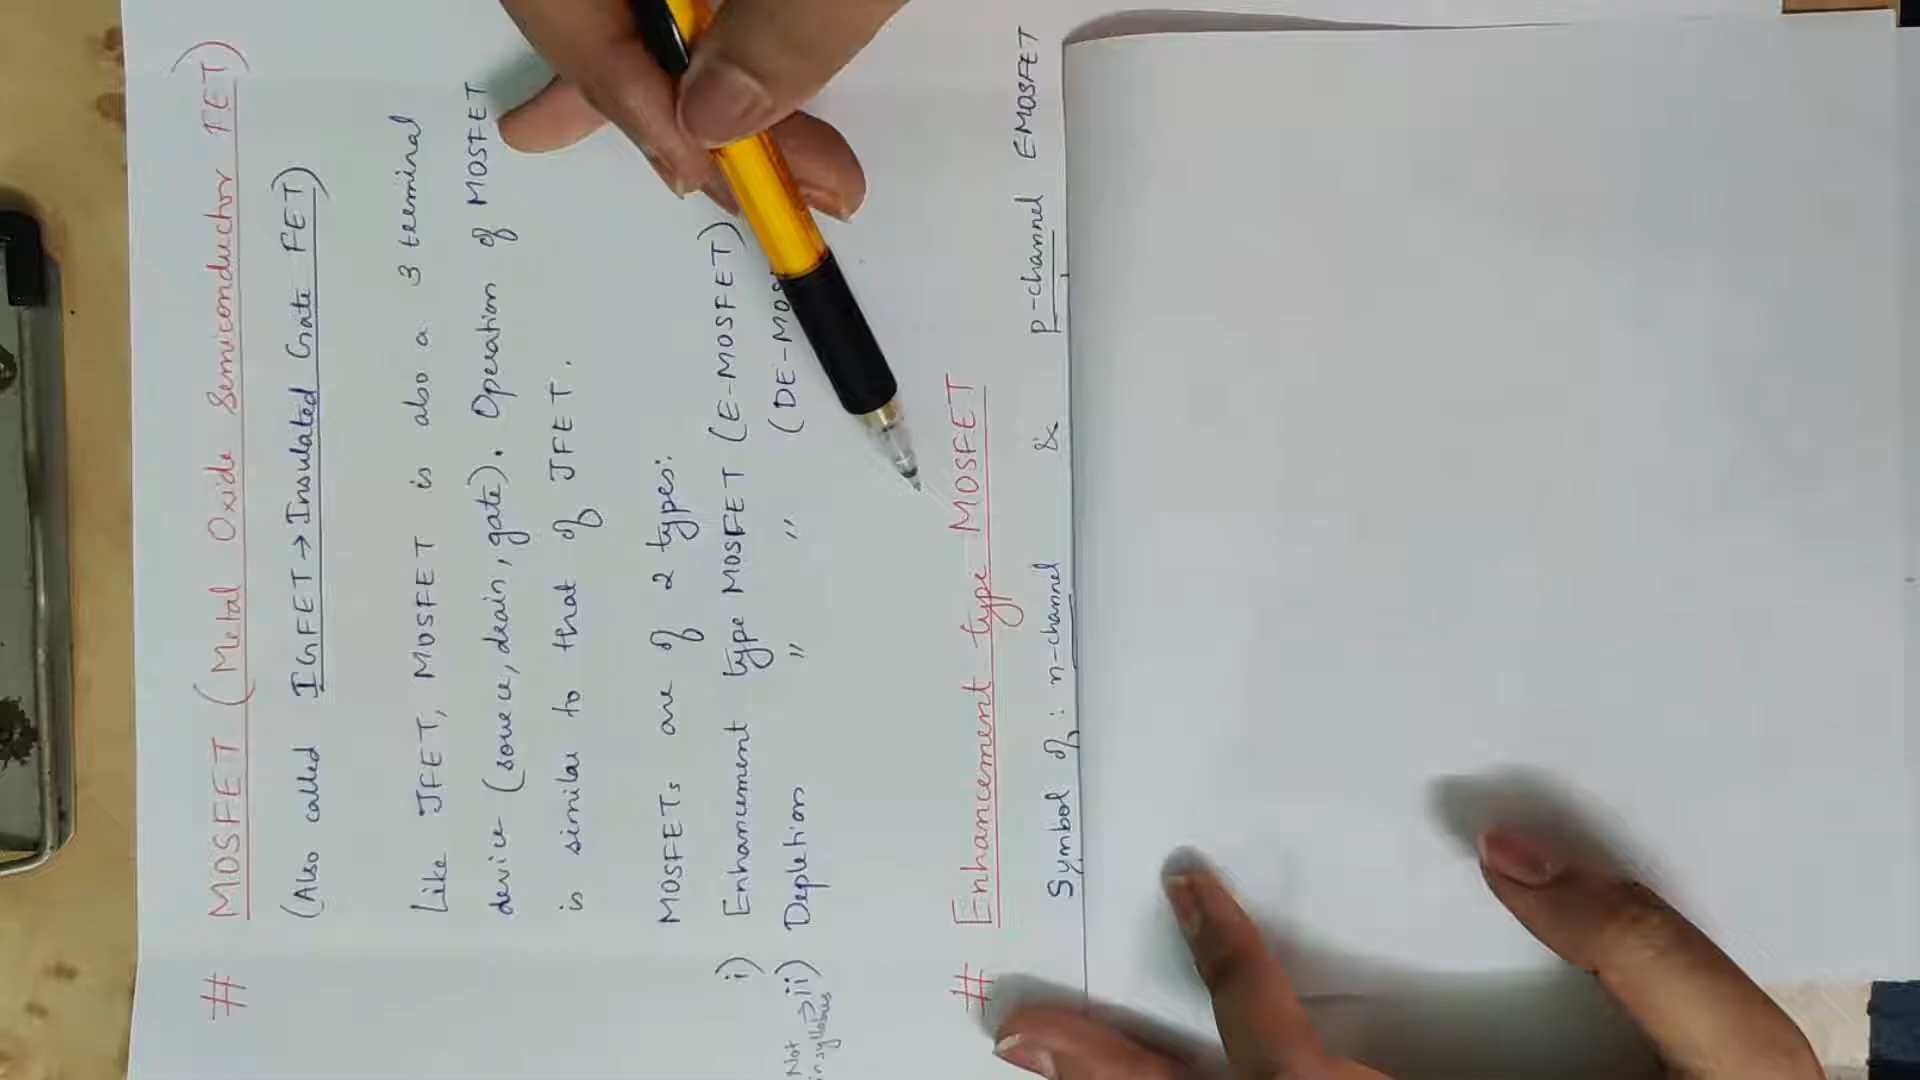 # MOSFET (Metal Oxide Semiconductor FET)
(Also called IGFET → Insulated Gate FET)
Like JFET, MOSFET is also a 3 terminal
device (source, drain, gate). Operation of MOSFET
is similar to that of JFET.
MOSFETs are of 2 types:
i) Enhancement type MOSFET (E-MOSFET)
Not in syllabus → ii) Depletion " " (DE-MOS
# Enhancement type MOSFET
Symbol of: n-channel & p-channel EMOSFET